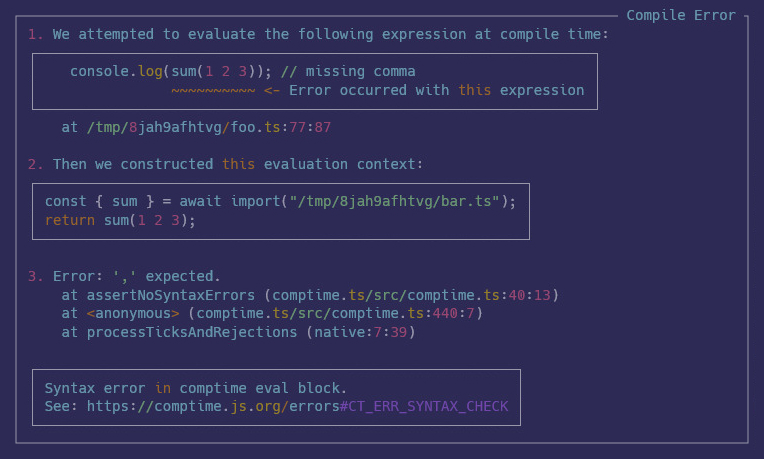 Compile Error
1. We attempted to evaluate the following expression at compile time:
console.log(sum(1 2 3)); // missing comma
~~~~~~~~~~ <- Error occurred with this expression
at /tmp/8jah9afhtvg/foo.ts:77:87
2. Then we constructed this evaluation context:
const { sum } = await import("/tmp/8jah9afhtvg/bar.ts");
return sum(1 2 3);
3. Error: ',' expected.
at assertNoSyntaxErrors (comptime.ts/src/comptime.ts:40:13)
at <anonymous> (comptime.ts/src/comptime.ts:440:7)
at processTicksAndRejections (native:7:39)
Syntax error in comptime eval block.
See: https://comptime.js.org/errors#CT_ERR_SYNTAX_CHECK